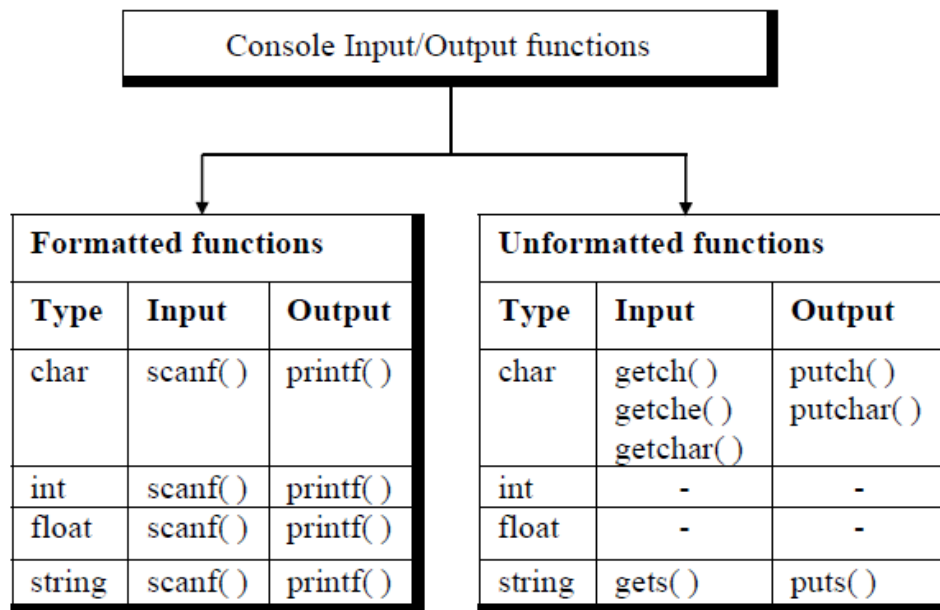 Console Input/Output functions
Formatted functions
Type Input Output
char scanf( ) printf( )
int scanf( ) printf( )
float scanf( ) printf( )
string scanf( ) printf( )
Unformatted functions
Type Input Output
char getch( ) putch( )
getche( ) putchar( )
getchar( )
int - -
float - -
string gets( ) puts( )